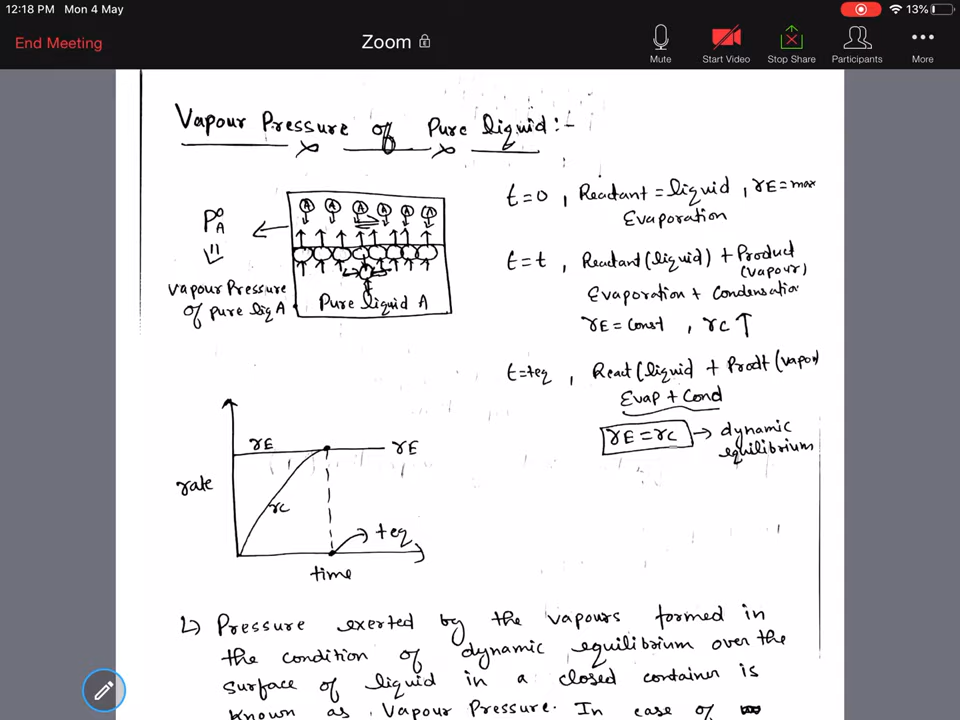 12:18 PM Mon 4 May
13%
End Meeting
Zoom
Mute
Start Video
Stop Share
Participants
More
Vapour Pressure of Pure liquid:-
t=0, Reactant = liquid, rE = max
Evaporation
A A A A A A
P°A
vapour Pressure
of pure liq A
Pure liquid A
t=t, Reactant (liquid) + Product
(vapour)
Evaporation + Condensation
rE = Const, rC ↑
t=teq, React (liquid + Prodt (vapor)
Evap + Cond
rE = rC → dynamic
equilibrium
rE
rE
rate
rC
teq
time
Pressure exerted by the vapours formed in
the condition of dynamic equilibrium over the
surface of liquid in a closed container is
known as Vapour Pressure. In case of